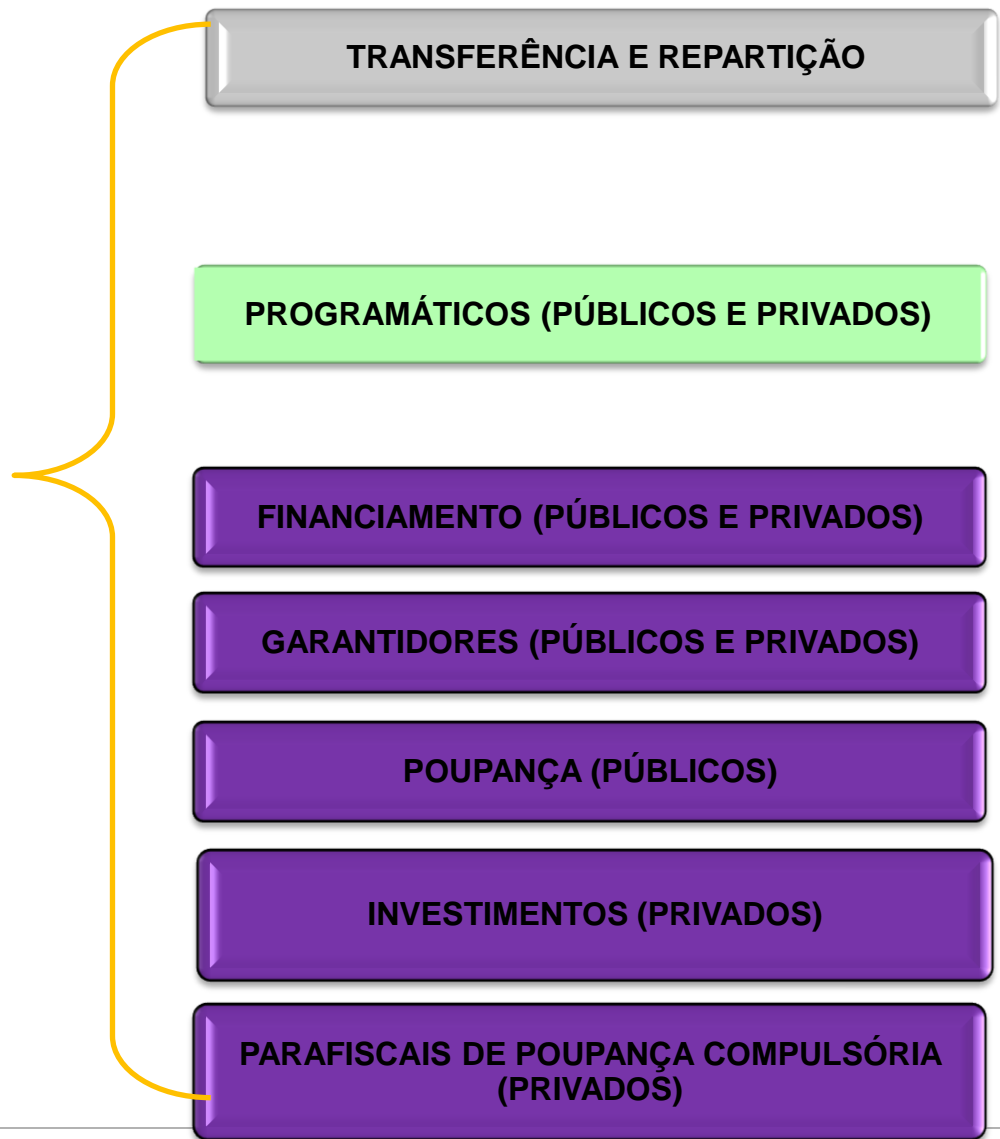 TRANSFERÊNCIA E REPARTIÇÃO
PROGRAMÁTICOS (PÚBLICOS E PRIVADOS)
FINANCIAMENTO (PÚBLICOS E PRIVADOS)
GARANTIDORES (PÚBLICOS E PRIVADOS)
POUPANÇA (PÚBLICOS)
INVESTIMENTOS (PRIVADOS)
PARAFISCAIS DE POUPANÇA COMPULSÓRIA
(PRIVADOS)